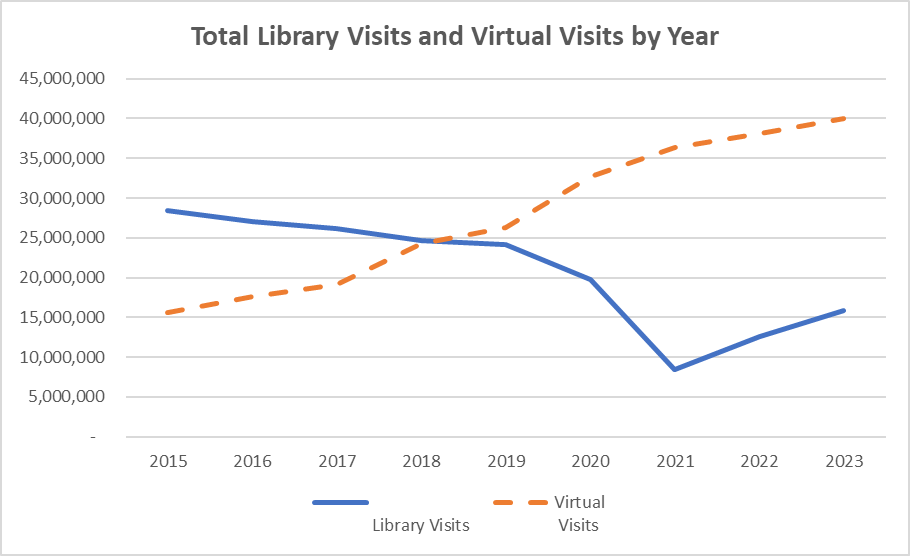 Total Library Visits and Virtual Visits by Year
45,000,000
40,000,000
35,000,000
30,000,000
25,000,000
20,000,000
15,000,000
10,000,000
5,000,000
-
2015 2016 2017 2018 2019 2020 2021 2022 2023
Library Visits
Virtual
Visits